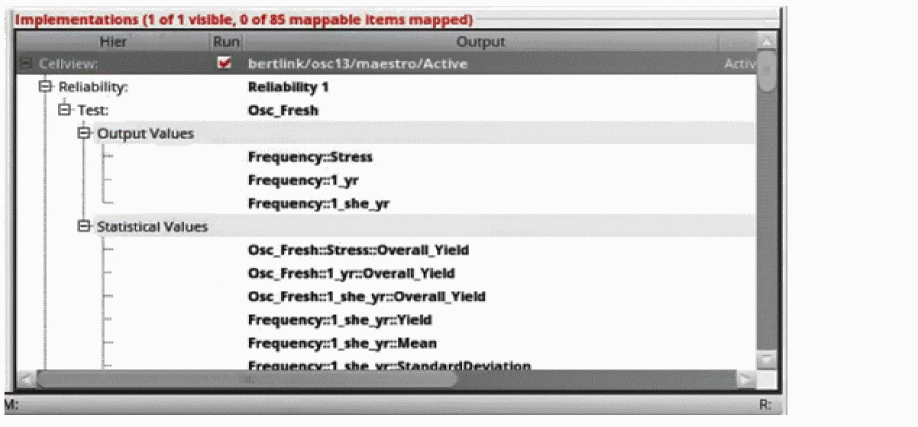 Implementations (1 of 1 visible, 0 of 85 mappable items mapped)
Hier Run Output
Cellview: bertlink/osc13/maestro/Active Activ
Reliability: Reliability 1
Test: Osc_Fresh
Output Values
Frequency::Stress
Frequency::1_yr
Frequency::1_she_yr
Statistical Values
Osc_Fresh::Stress::Overall_Yield
Osc_Fresh::1_yr::Overall_Yield
Osc_Fresh::1_she_yr::Overall_Yield
Frequency::1_she_yr::Yield
Frequency::1_she_yr::Mean
Frequency::1_she_yr::StandardDeviation
M: R: